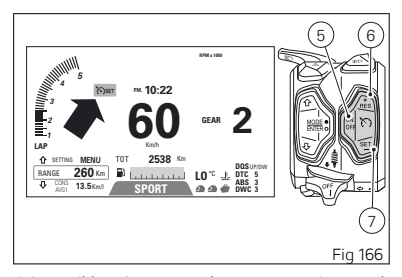 RPM x 1000
5
4
3
2
1
LAP
SET
P.M. 10:22
60
Km/h
GEAR 2
SETTING MENU
RANGE 260 Km
CONS AVG1 13.5 Km/l
TOT 2538 Km
LO °C
SPORT
DQS UP/DW
DTC 5
ABS 3
DWC 3
5
6
MODE
ENTER
RES
OFF
SET
OFF
7
Fig 166